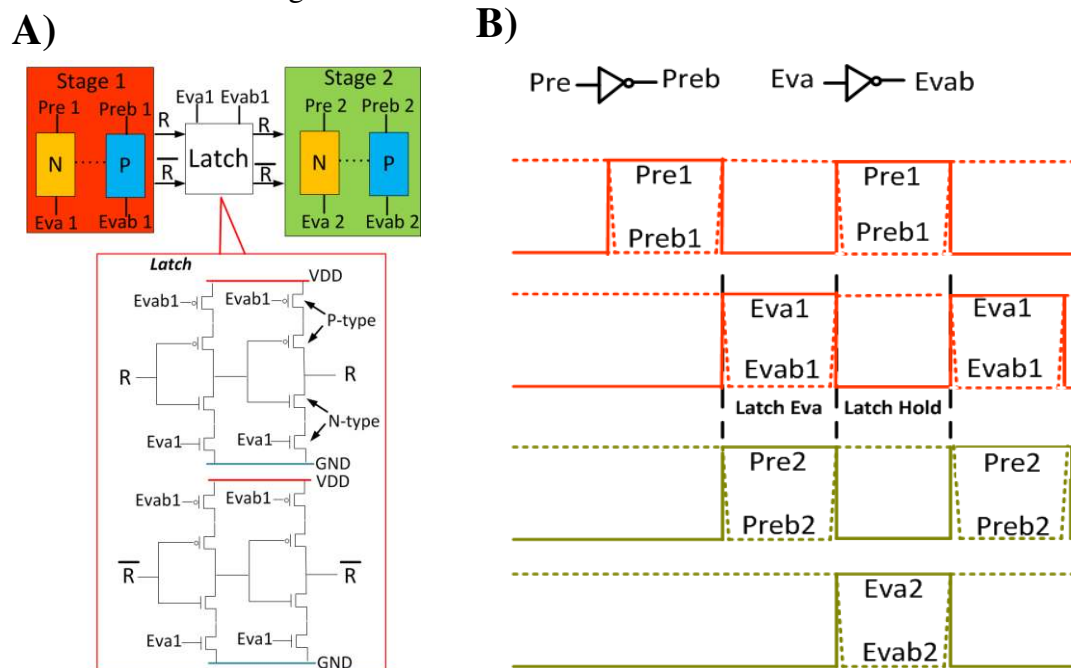 A)
Stage 1
Pre 1
Preb 1
N
P
Eva 1
Evab 1
R
R̅
Eva1
Evab1
Latch
R
R̅
Stage 2
Pre 2
Preb 2
N
P
Eva 2
Evab 2
Latch
VDD
Evab1
Evab1
P-type
R
R
N-type
Eva1
Eva1
GND
VDD
Evab1
Evab1
R̅
R̅
Eva1
Eva1
GND
B)
Pre
Preb
Eva
Evab
Pre1
Pre1
Preb1
Preb1
Eva1
Eva1
Evab1
Evab1
Latch Eva
Latch Hold
Pre2
Pre2
Preb2
Preb2
Eva2
Evab2